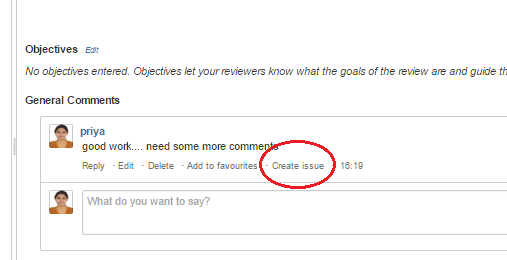 Objectives Edit
No objectives entered. Objectives let your reviewers know what the goals of the review are and guide
General Comments
priya
good work.... need some more comments
Reply · Edit · Delete · Add to favourites · Create issue 16:19
What do you want to say?